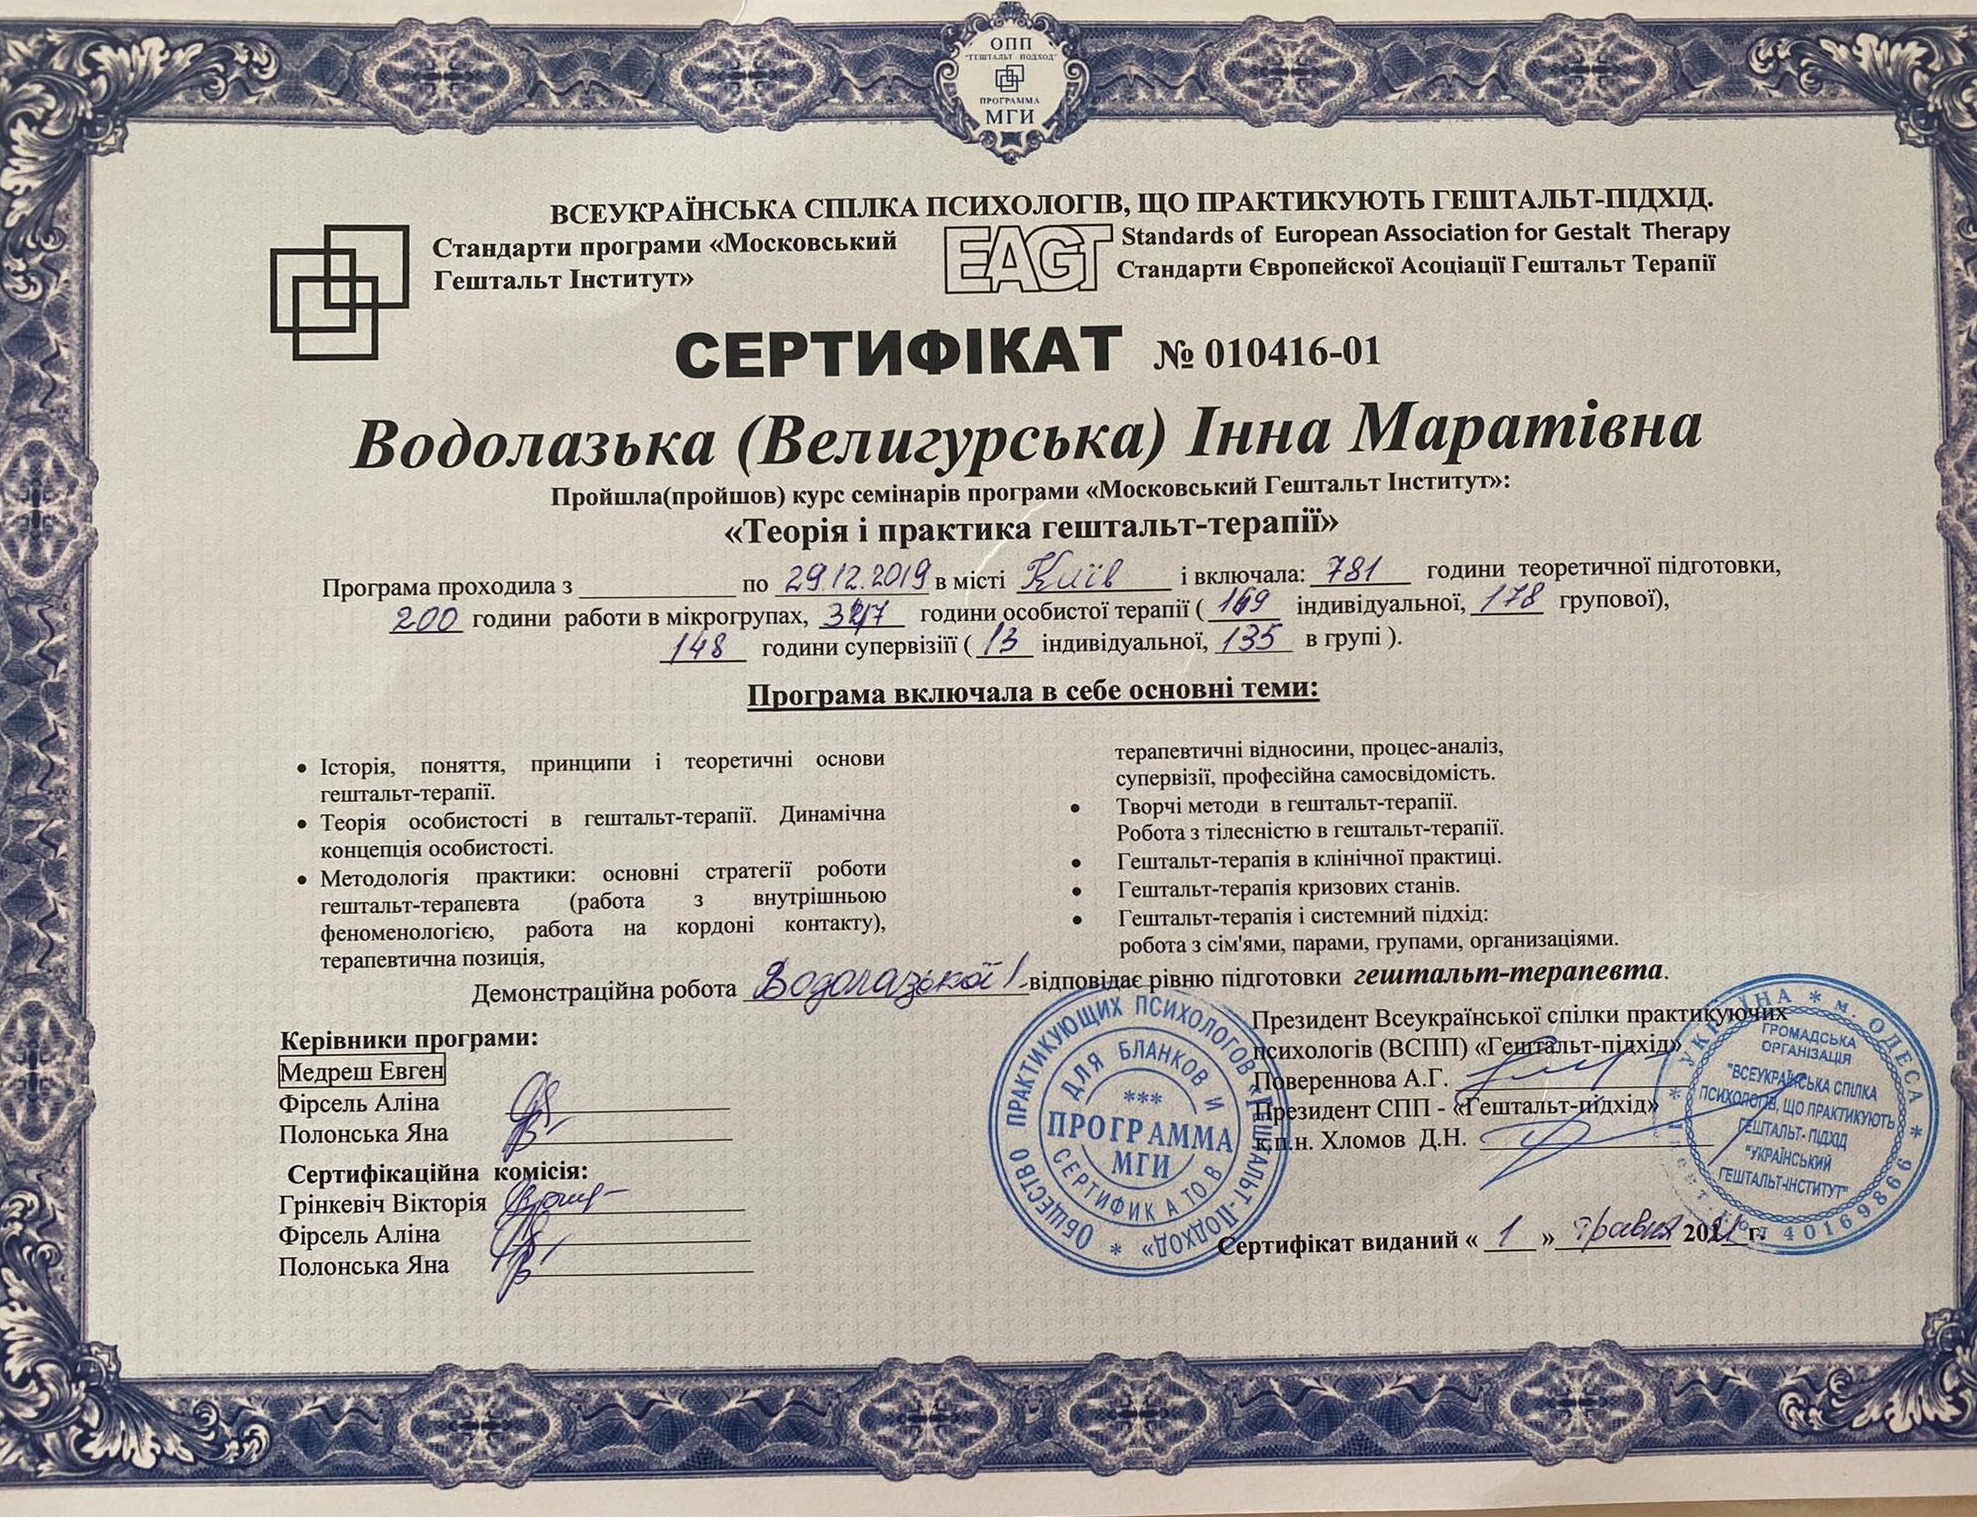 ОПП
"ГЕШТАЛЬТ ПОДХОД"
ПРОГРАММА
МГИ
ВСЕУКРАЇНСЬКА СПІЛКА ПСИХОЛОГІВ, ЩО ПРАКТИКУЮТЬ ГЕШТАЛЬТ-ПІДХІД.
Стандарти програми «Московський
Гештальт Інститут»
EAGT
Standards of European Association for Gestalt Therapy
Стандарти Європейскої Асоціації Гештальт Терапії
СЕРТИФІКАТ № 010416-01
Водолазька (Велигурська) Інна Маратівна
Пройшла(пройшов) курс семінарів програми «Московський Гештальт Інститут»:
«Теорія і практика гештальт-терапії»
Програма проходила з по 29.12.2019 в місті Київ і включала: 781 години теоретичної підготовки,
200 години работи в мікрогрупах, години особистої терапії ( індивідуальної, 178 групової),
148 години супервізіїі ( 13 індивідуальної, 135 в групі ).
Програма включала в себе основні теми:
• Історія, поняття, принципи і теоретичні основи
гештальт-терапії.
• Теорія особистості в гештальт-терапії. Динамічна
концепція особистості.
• Методологія практики: основні стратегії роботи
гештальт-терапевта (работа з внутрішньою
феноменологією, работа на кордоні контакту),
терапевтична позиція,
терапевтичні відносини, процес-аналіз,
супервізії, професійна самосвідомість.
• Творчі методи в гештальт-терапії.
Робота з тілесністю в гештальт-терапії.
• Гештальт-терапія в клінічної практиці.
• Гештальт-терапія кризових станів.
• Гештальт-терапія і системний підхід:
робота з сім'ями, парами, групами, организаціями.
Демонстраційна робота Водолазької І відповідає рівню підготовки гештальт-терапевта.
Керівники програми:
Медреш Евген
Фірсель Аліна
Полонська Яна
Сертифікаційна комісія:
Грінкевіч Вікторія
Фірсель Аліна
Полонська Яна
Президент Всеукраїнської спілки практикуючих
психологів (ВСПП) «Гештальт-підхід»
Повереннова А.Г.
Президент СПП - «Гештальт-підхід»
к.п.н. Хломов Д.Н.
Сертифікат виданий « 1 » травня 2021 г.
ОБЩЕСТВО ПРАКТИКУЮЩИХ ПСИХОЛОГОВ «ГЕШТАЛЬТ-ПОДХОД» *
ДЛЯ БЛАНКОВ И СЕРТИФИКАТОВ
***
ПРОГРАММА
МГИ
* УКРАЇНА * м. ОДЕСА *
40169866
ГРОМАДСЬКА
ОРГАНІЗАЦІЯ
"ВСЕУКРАЇНСЬКА СПІЛКА
ПСИХОЛОГІВ, ЩО ПРАКТИКУЮТЬ
ГЕШТАЛЬТ- ПІДХІД
"УКРАЇНСЬКИЙ
ГЕШТАЛЬТ-ІНСТИТУТ"